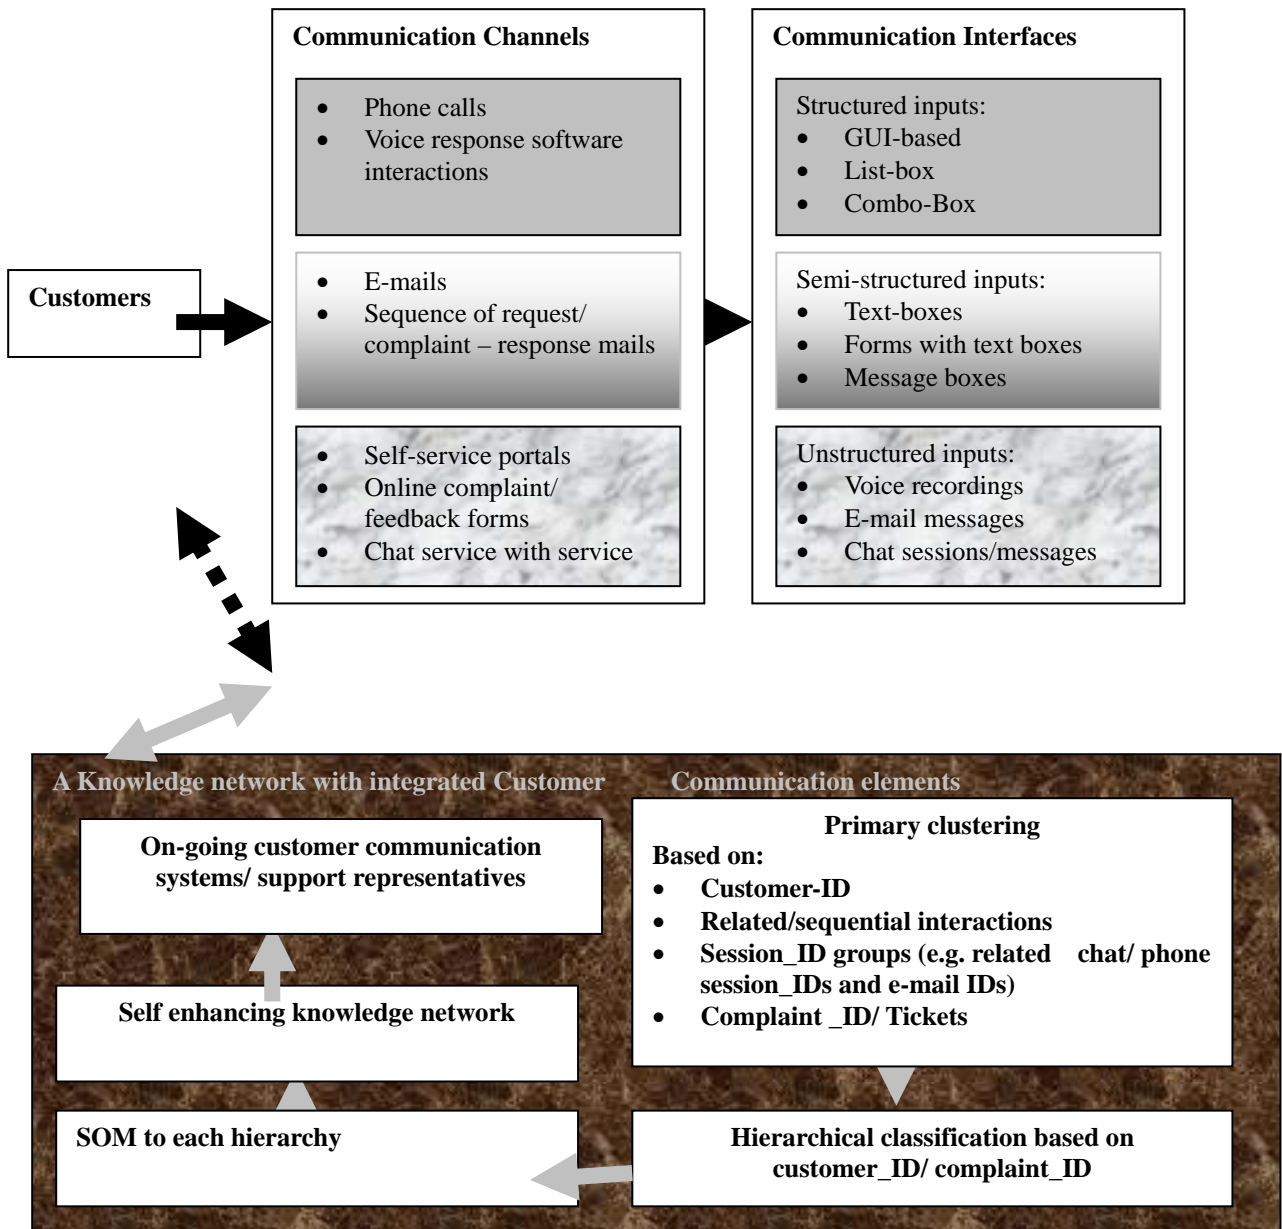 Communication Channels
• Phone calls
• Voice response software
interactions
• E-mails
• Sequence of request/
complaint – response mails
• Self-service portals
• Online complaint/
feedback forms
• Chat service with service
Communication Interfaces
Structured inputs:
• GUI-based
• List-box
• Combo-Box
Semi-structured inputs:
• Text-boxes
• Forms with text boxes
• Message boxes
Unstructured inputs:
• Voice recordings
• E-mail messages
• Chat sessions/messages
Customers
A Knowledge network with integrated Customer Communication elements
Primary clustering
Based on:
• Customer-ID
• Related/sequential interactions
• Session_ID groups (e.g. related chat/ phone
session_IDs and e-mail IDs)
• Complaint _ID/ Tickets
Hierarchical classification based on
customer_ID/ complaint_ID
SOM to each hierarchy
Self enhancing knowledge network
On-going customer communication
systems/ support representatives